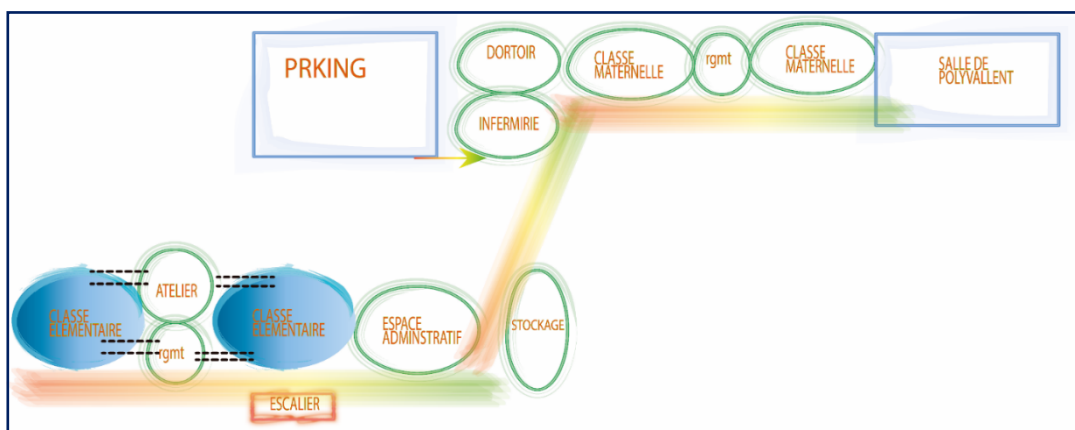 PRKING
DORTOIR
INFERMIRIE
CLASSE
MATERNELLE
rgmt
CLASSE
MATERNELLE
SALLE DE
POLYVALLENT
CLASSE
ELEMENTAIRE
ATELIER
rgmt
CLASSE
ELEMENTAIRE
ESPACE
ADMINSTRATIF
STOCKAGE
ESCALIER